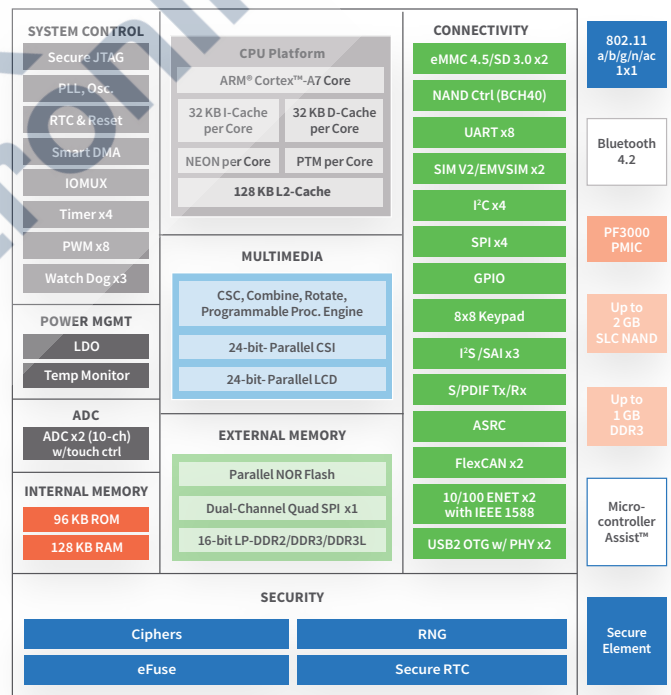 SYSTEM CONTROL
Secure JTAG
PLL, Osc.
RTC & Reset
Smart DMA
IOMUX
Timer x4
PWM x8
Watch Dog x3
POWER MGMT
LDO
Temp Monitor
ADC
ADC x2 (10-ch)
w/touch ctrl
INTERNAL MEMORY
96 KB ROM
128 KB RAM
CPU Platform
ARM® Cortex™-A7 Core
32 KB I-Cache
per Core
32 KB D-Cache
per Core
NEON per Core
PTM per Core
128 KB L2-Cache
MULTIMEDIA
CSC, Combine, Rotate,
Programmable Proc. Engine
24-bit- Parallel CSI
24-bit- Parallel LCD
EXTERNAL MEMORY
Parallel NOR Flash
Dual-Channel Quad SPI x1
16-bit LP-DDR2/DDR3/DDR3L
CONNECTIVITY
eMMC 4.5/SD 3.0 x2
NAND Ctrl (BCH40)
UART x8
SIM V2/EMVSIM x2
I²C x4
SPI x4
GPIO
8x8 Keypad
I²S /SAI x3
S/PDIF Tx/Rx
ASRC
FlexCAN x2
10/100 ENET x2
with IEEE 1588
USB2 OTG w/ PHY x2
SECURITY
Ciphers
RNG
eFuse
Secure RTC
802.11
a/b/g/n/ac
1x1
Bluetooth
4.2
PF3000
PMIC
Up to
2 GB
SLC NAND
Up to
1 GB
DDR3
Micro-
controller
Assist™
Secure
Element